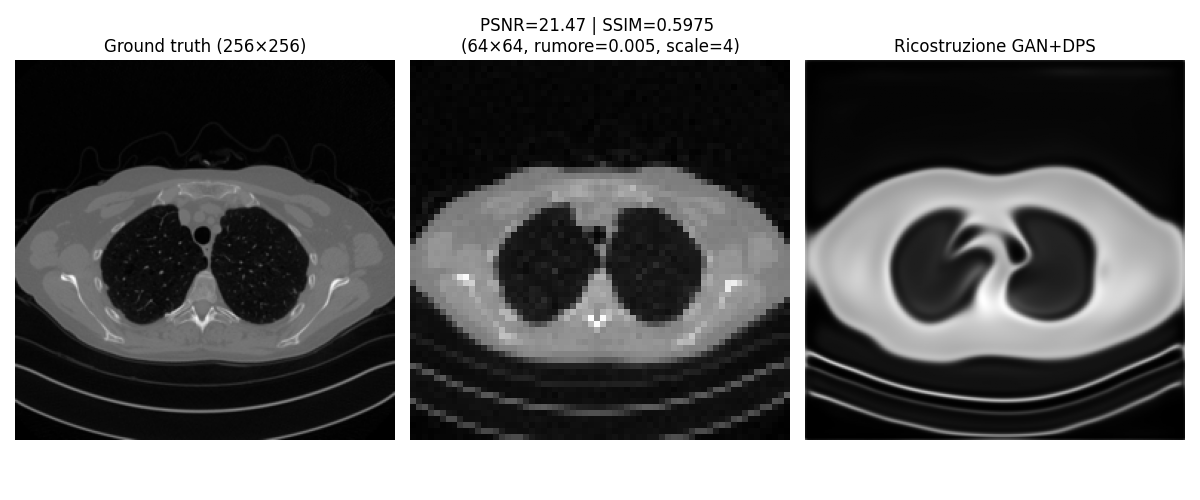 Ground truth (256×256)
PSNR=21.47 | SSIM=0.5975
(64×64, rumore=0.005, scale=4)
Ricostruzione GAN+DPS